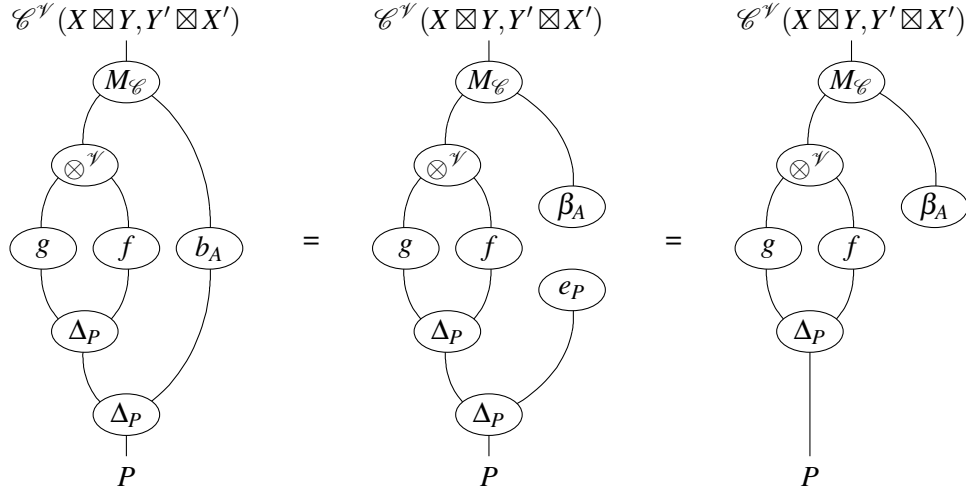 𝒞^𝒱(X ⊠ Y, Y′ ⊠ X′) 𝒞^𝒱(X ⊠ Y, Y′ ⊠ X′) 𝒞^𝒱(X ⊠ Y, Y′ ⊠ X′)
M_𝒞 M_𝒞 M_𝒞
⊗^𝒱 ⊗^𝒱 ⊗^𝒱
β_A β_A
g f b_A = g f = g f
e_P
Δ_P Δ_P Δ_P
Δ_P Δ_P
P P P